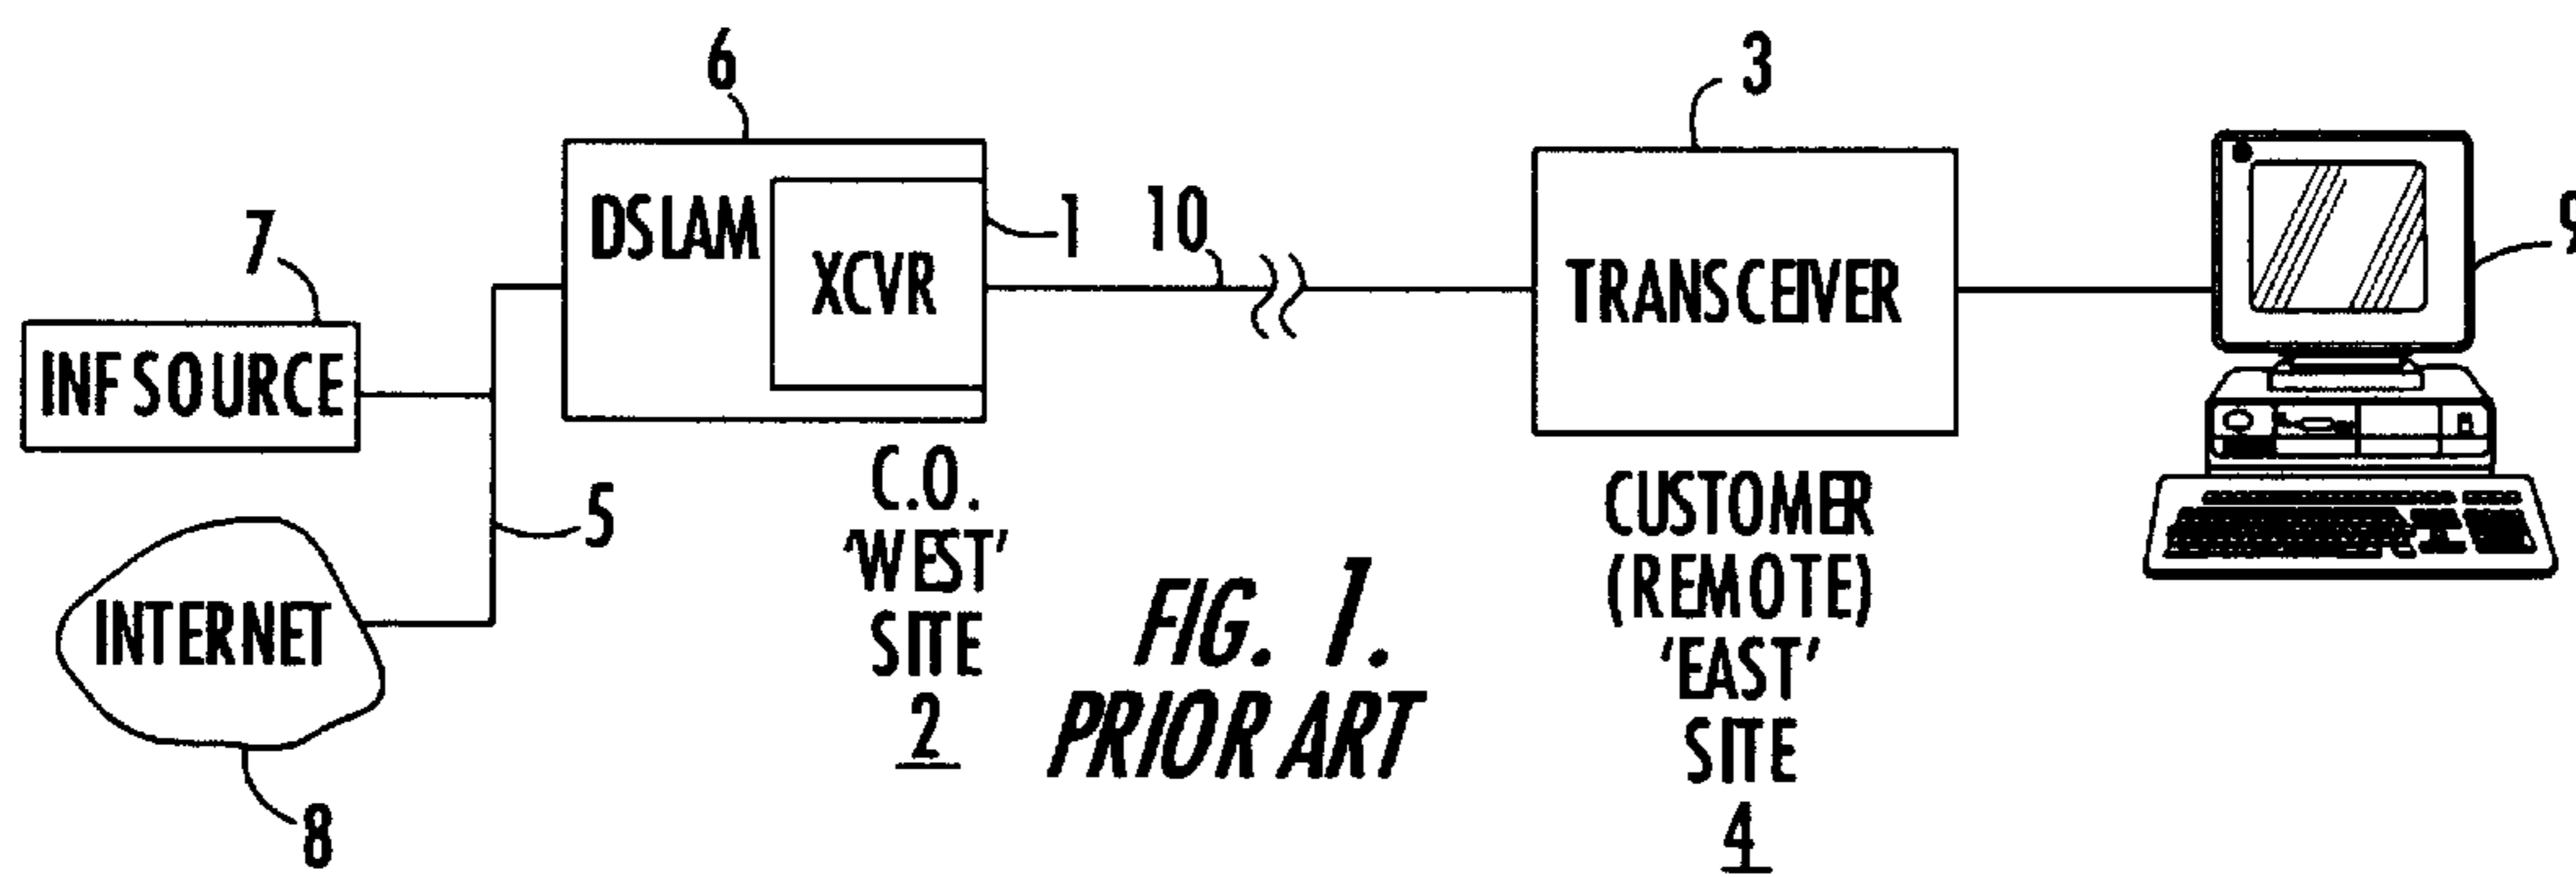 6
3
7
DSLAM
XCVR
1
10
TRANSCEIVER
9
INF SOURCE
5
INTERNET
8
C.O.
'WEST'
SITE
2
FIG. 1.
PRIOR ART
CUSTOMER
(REMOTE)
'EAST'
SITE
4